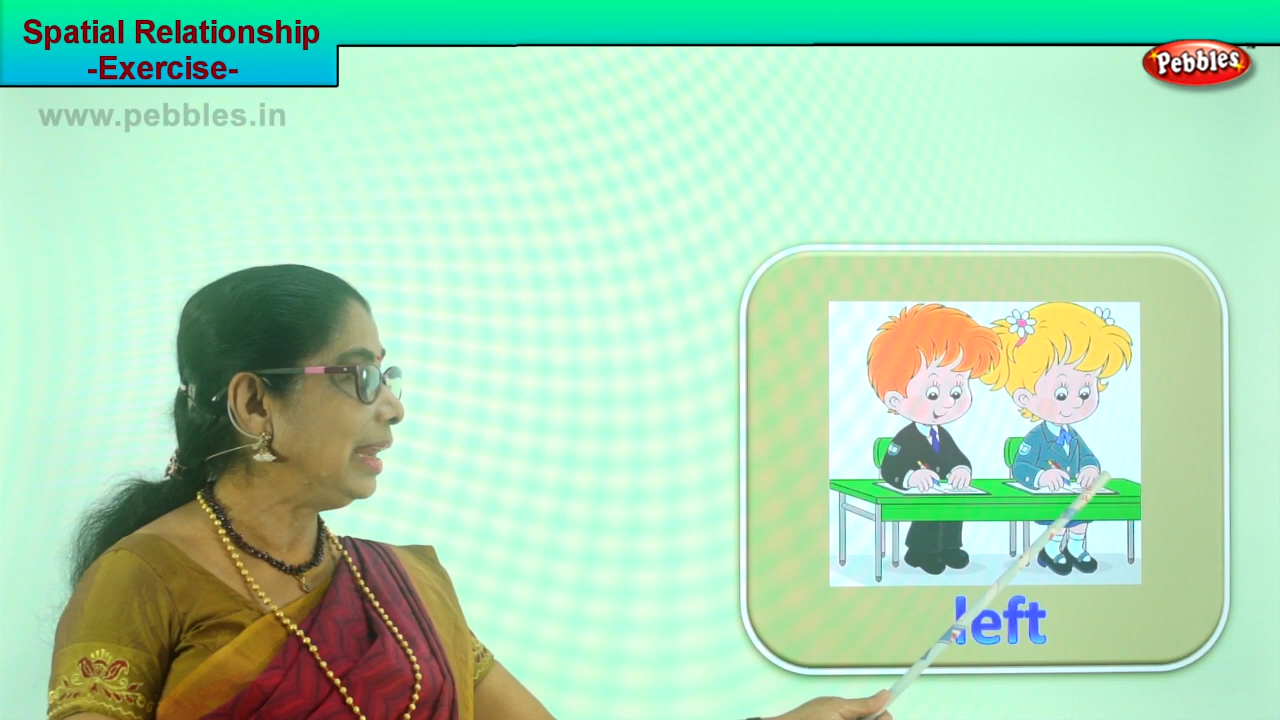 Spatial Relationship
-Exercise-
Pebbles
www.pebbles.in
left